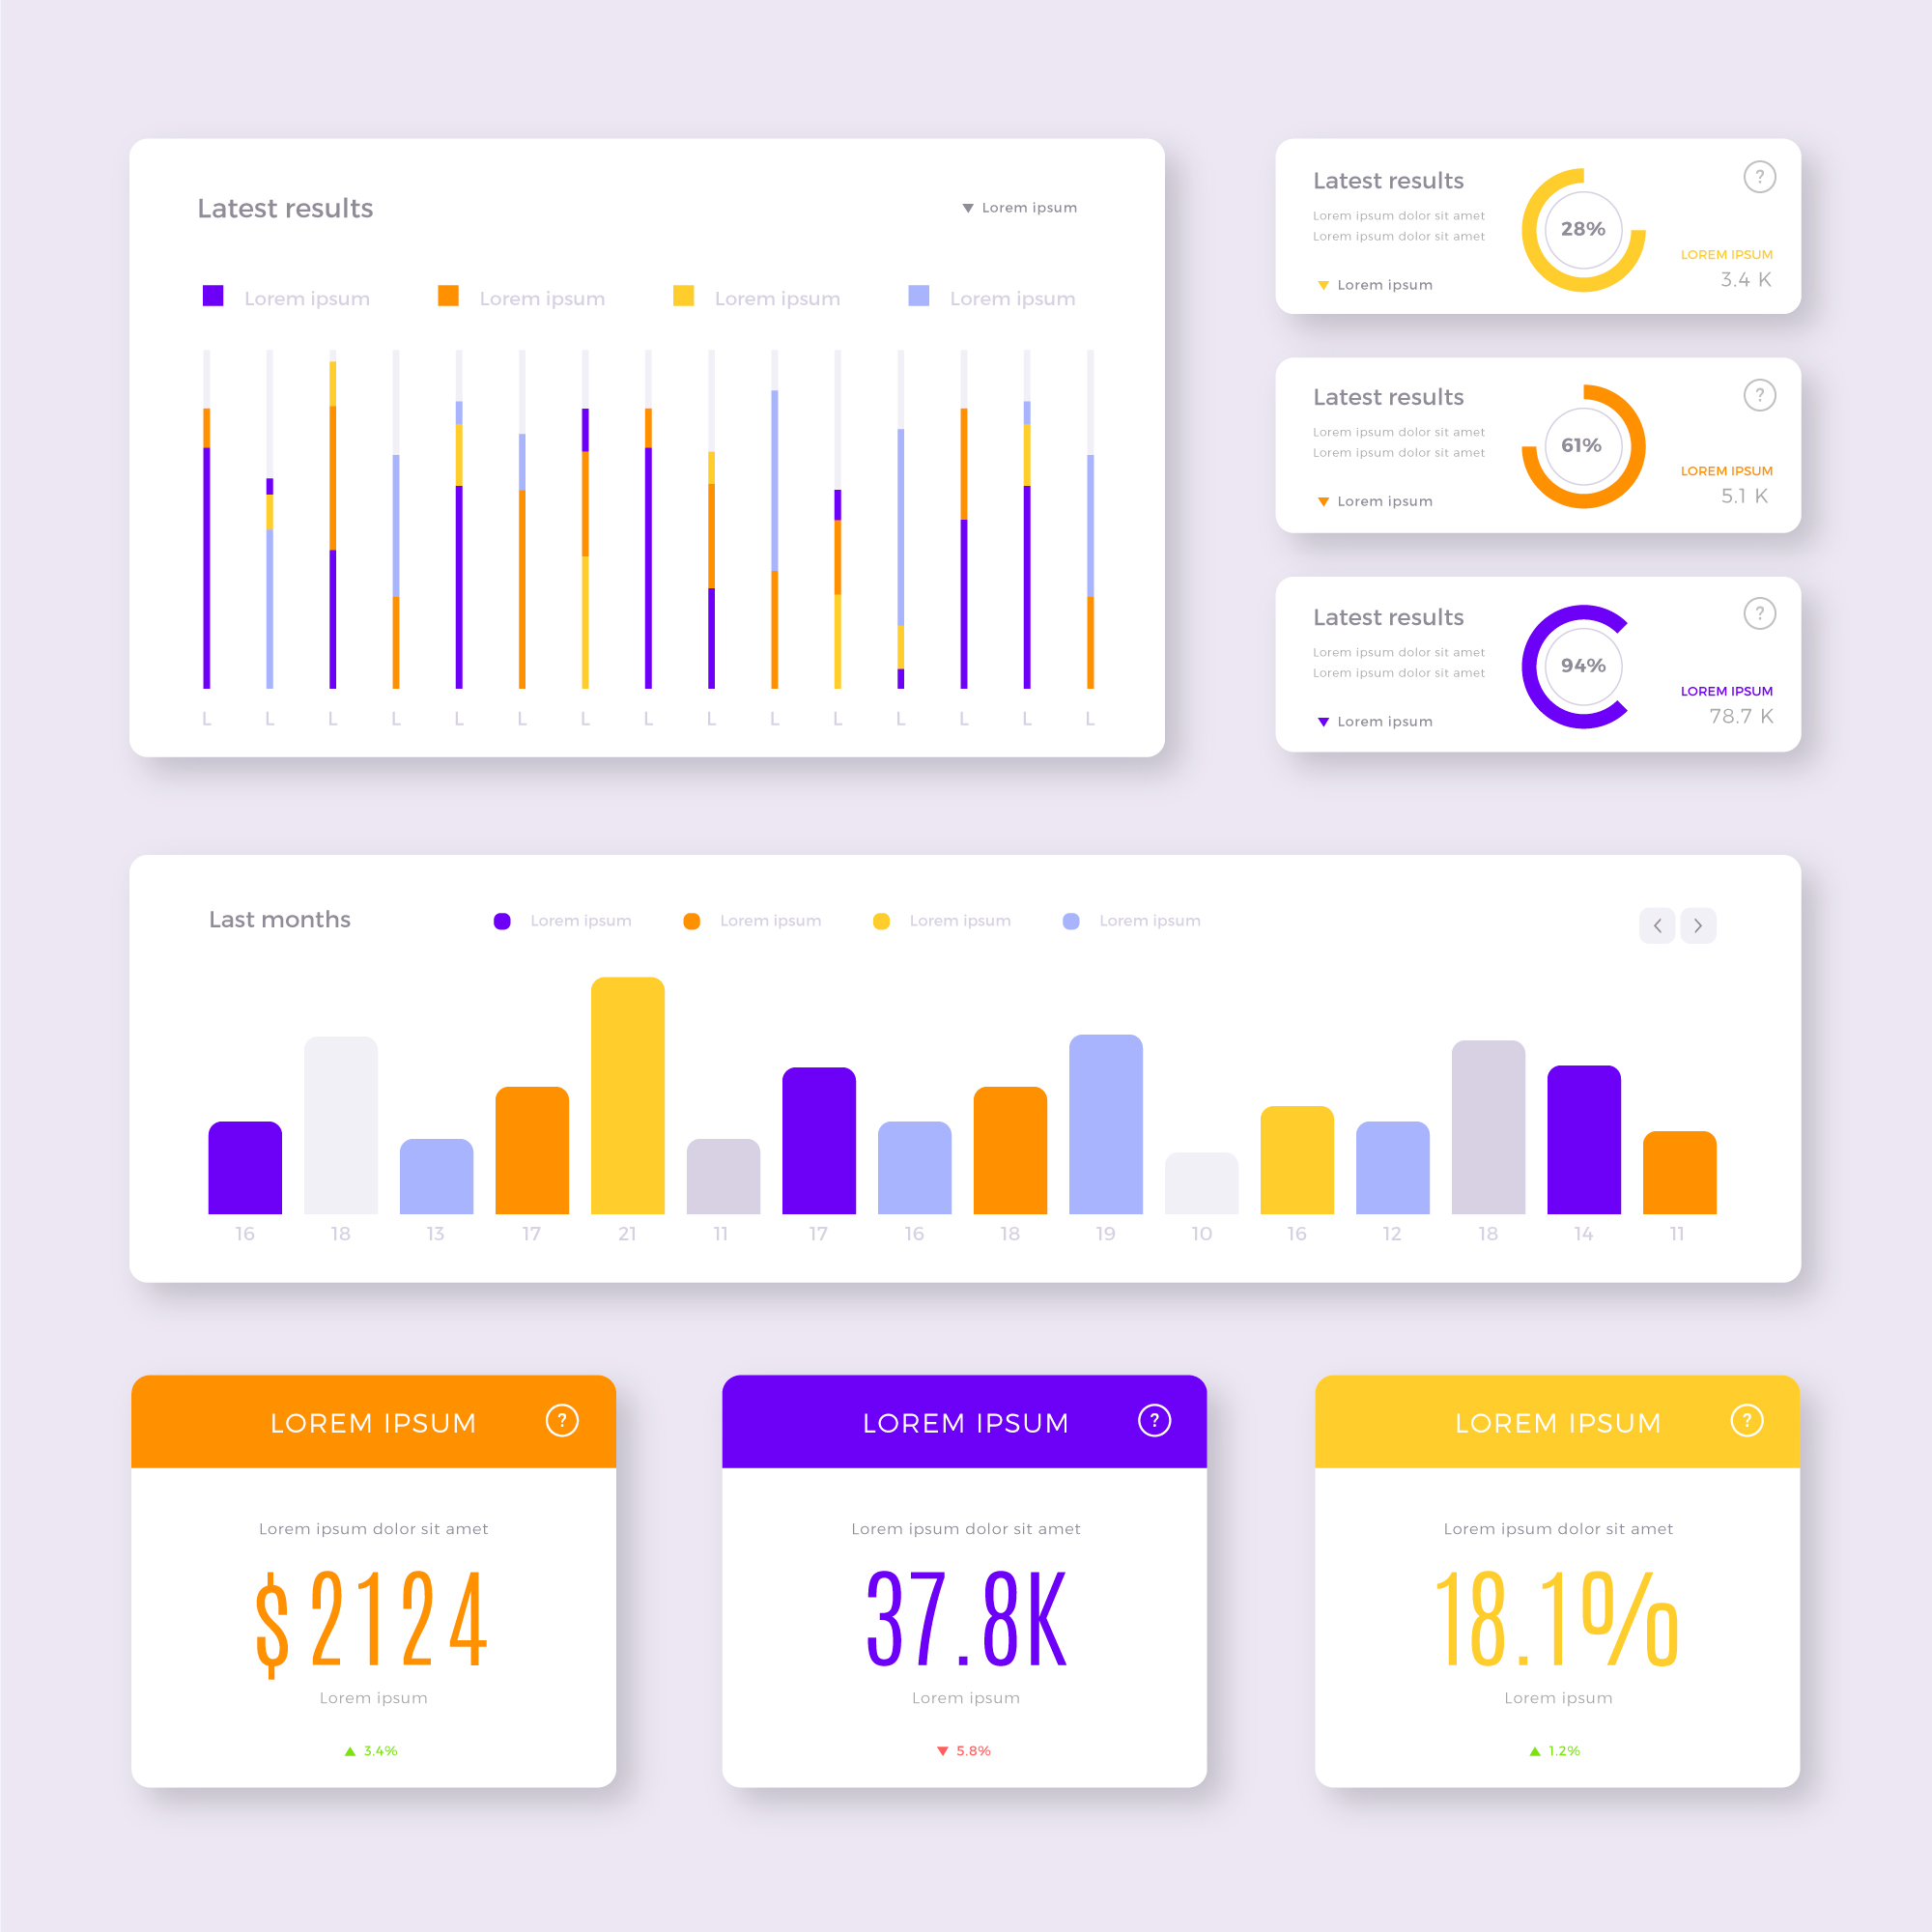 Latest results
Lorem ipsum
Lorem ipsum Lorem ipsum Lorem ipsum Lorem ipsum
L L L L L L L L L L L L L L L
Latest results
?
Lorem ipsum dolor sit amet
Lorem ipsum dolor sit amet
28%
LOREM IPSUM
3.4 K
Lorem ipsum
Latest results
?
Lorem ipsum dolor sit amet
Lorem ipsum dolor sit amet
61%
LOREM IPSUM
5.1 K
Lorem ipsum
Latest results
?
Lorem ipsum dolor sit amet
Lorem ipsum dolor sit amet
94%
LOREM IPSUM
78.7 K
Lorem ipsum
Last months
Lorem ipsum Lorem ipsum Lorem ipsum Lorem ipsum
16 18 13 17 21 11 17 16 18 19 10 16 12 18 14 11
LOREM IPSUM ?
Lorem ipsum dolor sit amet
$2124
Lorem ipsum
3.4%
LOREM IPSUM ?
Lorem ipsum dolor sit amet
37.8K
Lorem ipsum
5.8%
LOREM IPSUM ?
Lorem ipsum dolor sit amet
18.1%
Lorem ipsum
1.2%